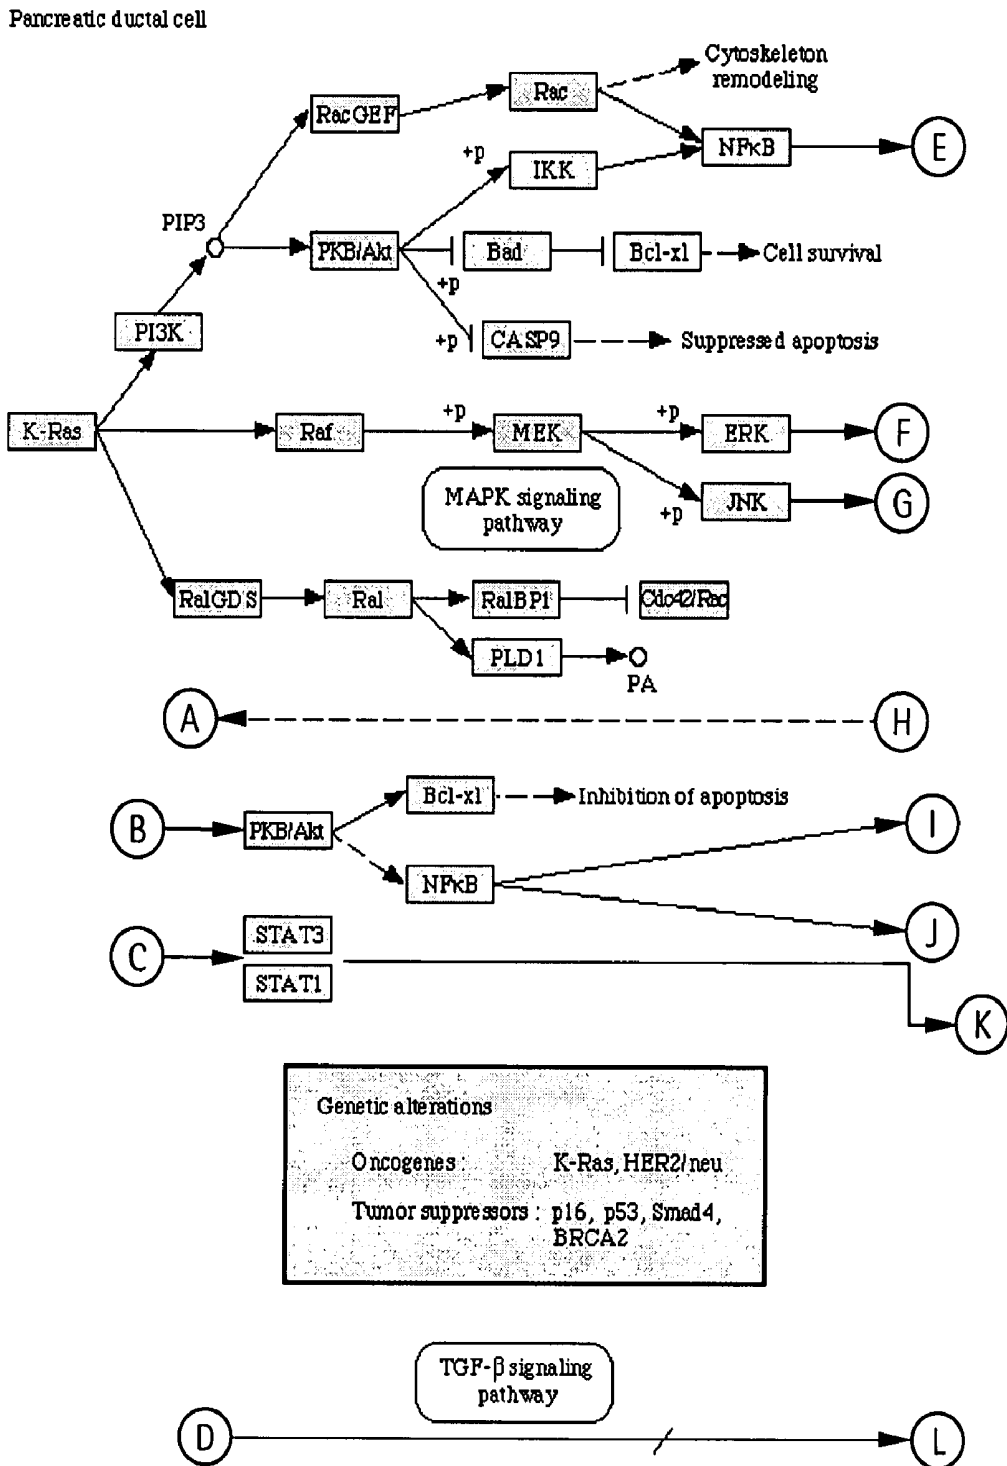 Pancreatic ductal cell
Cytoskeleton
remodeling
Rac
RacGEF
NFκB
E
+p
IKK
PIP3
PKB/Akt
Bad
Bcl-xl
Cell survival
+p
PI3K
+p
CASP9
Suppressed apoptosis
K-Ras
Raf
+p
MEK
+p
ERK
F
MAPK signaling
pathway
+p
JNK
G
RalGDS
Ral
RalBP1
Cdc42/Rac
PLD1
PA
A
H
Bcl-xl
Inhibition of apoptosis
B
PKB/Akt
I
NFκB
J
STAT3
C
STAT1
K
Genetic alterations
Oncogenes : K-Ras, HER2/neu
Tumor suppressors : p16, p53, Smad4,
BRCA2
TGF-β signaling
pathway
D
L